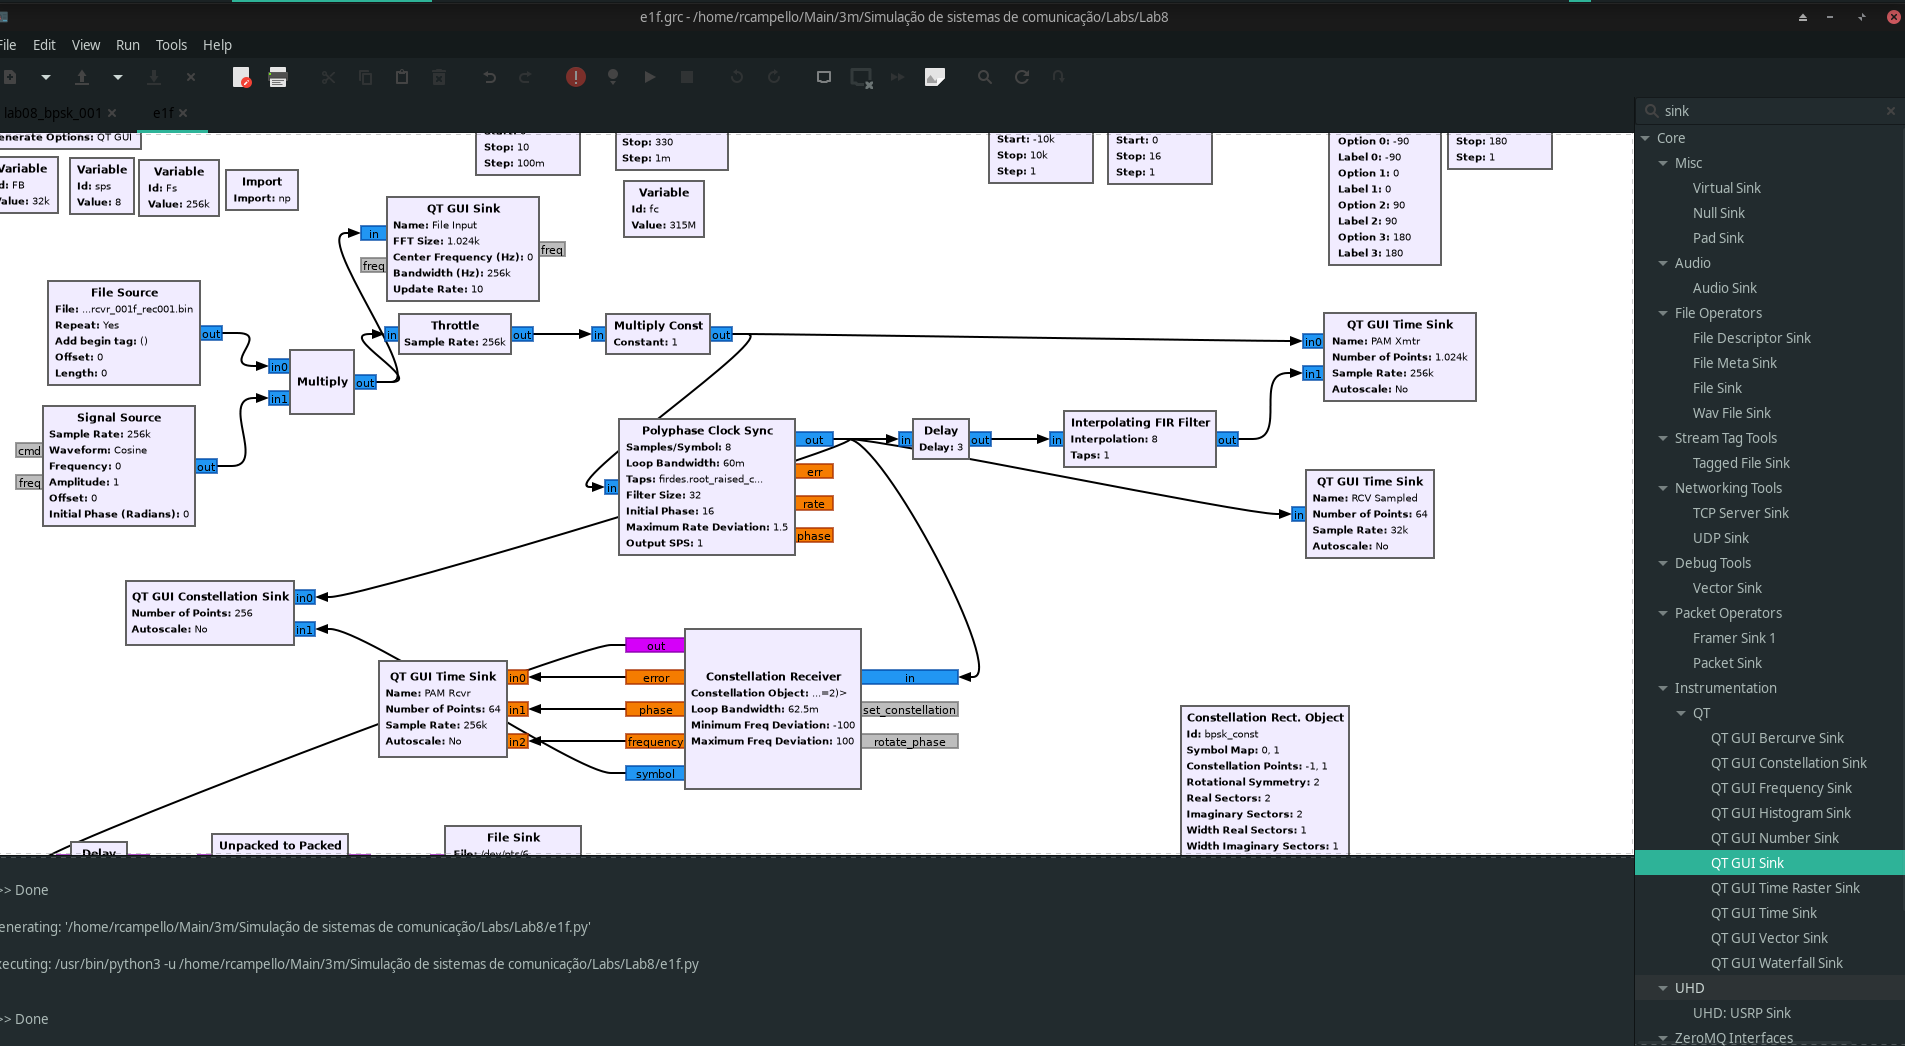 e1f.grc - /home/rcampello/Main/3m/Simulação de sistemas de comunicação/Labs/Lab8
File Edit View Run Tools Help
lab08_bpsk_001 × e1f ×
enerate Options: QT GUI
Variable
d: FB
alue: 32k
Variable
Id: sps
Value: 8
Variable
Id: Fs
Value: 256k
Import
Import: np
Stop: 10
Step: 100m
Stop: 330
Step: 1m
Variable
Id: fc
Value: 315M
Start: -10k
Stop: 10k
Step: 1
Start: 0
Stop: 16
Step: 1
Option 0: -90
Label 0: -90
Option 1: 0
Label 1: 0
Option 2: 90
Label 2: 90
Option 3: 180
Label 3: 180
Stop: 180
Step: 1
QT GUI Sink
Name: File Input
FFT Size: 1.024k
Center Frequency (Hz): 0
Bandwidth (Hz): 256k
Update Rate: 10
in
freq
freq
File Source
File: ...rcvr_001f_rec001.bin
Repeat: Yes
Add begin tag: ()
Offset: 0
Length: 0
out
Signal Source
Sample Rate: 256k
Waveform: Cosine
Frequency: 0
Amplitude: 1
Offset: 0
Initial Phase (Radians): 0
cmd
freq
out
in0
in1
Multiply
out
in
Throttle
Sample Rate: 256k
out
in
Multiply Const
Constant: 1
out
in0
in1
QT GUI Time Sink
Name: PAM Xmtr
Number of Points: 1.024k
Sample Rate: 256k
Autoscale: No
Polyphase Clock Sync
Samples/Symbol: 8
Loop Bandwidth: 60m
Taps: firdes.root_raised_c...
Filter Size: 32
Initial Phase: 16
Maximum Rate Deviation: 1.5
Output SPS: 1
in
out
err
rate
phase
in
Delay
Delay: 3
out
in
Interpolating FIR Filter
Interpolation: 8
Taps: 1
out
in
QT GUI Time Sink
Name: RCV Sampled
Number of Points: 64
Sample Rate: 32k
Autoscale: No
QT GUI Constellation Sink
Number of Points: 256
Autoscale: No
in0
in1
QT GUI Time Sink
Name: PAM Rcvr
Number of Points: 64
Sample Rate: 256k
Autoscale: No
in0
in1
in2
out
error
phase
frequency
symbol
Constellation Receiver
Constellation Object: ...=2)>
Loop Bandwidth: 62.5m
Minimum Freq Deviation: -100
Maximum Freq Deviation: 100
in
set_constellation
rotate_phase
Constellation Rect. Object
Id: bpsk_const
Symbol Map: 0, 1
Constellation Points: -1, 1
Rotational Symmetry: 2
Real Sectors: 2
Imaginary Sectors: 2
Width Real Sectors: 1
Width Imaginary Sectors: 1
Delay
Unpacked to Packed
File Sink
File: /dev/pts/6
>> Done
enerating: '/home/rcampello/Main/3m/Simulação de sistemas de comunicação/Labs/Lab8/e1f.py'
ecuting: /usr/bin/python3 -u /home/rcampello/Main/3m/Simulação de sistemas de comunicação/Labs/Lab8/e1f.py
>> Done
sink
Core
Misc
Virtual Sink
Null Sink
Pad Sink
Audio
Audio Sink
File Operators
File Descriptor Sink
File Meta Sink
File Sink
Wav File Sink
Stream Tag Tools
Tagged File Sink
Networking Tools
TCP Server Sink
UDP Sink
Debug Tools
Vector Sink
Packet Operators
Framer Sink 1
Packet Sink
Instrumentation
QT
QT GUI Bercurve Sink
QT GUI Constellation Sink
QT GUI Frequency Sink
QT GUI Histogram Sink
QT GUI Number Sink
QT GUI Sink
QT GUI Time Raster Sink
QT GUI Time Sink
QT GUI Vector Sink
QT GUI Waterfall Sink
UHD
UHD: USRP Sink
ZeroMQ Interfaces